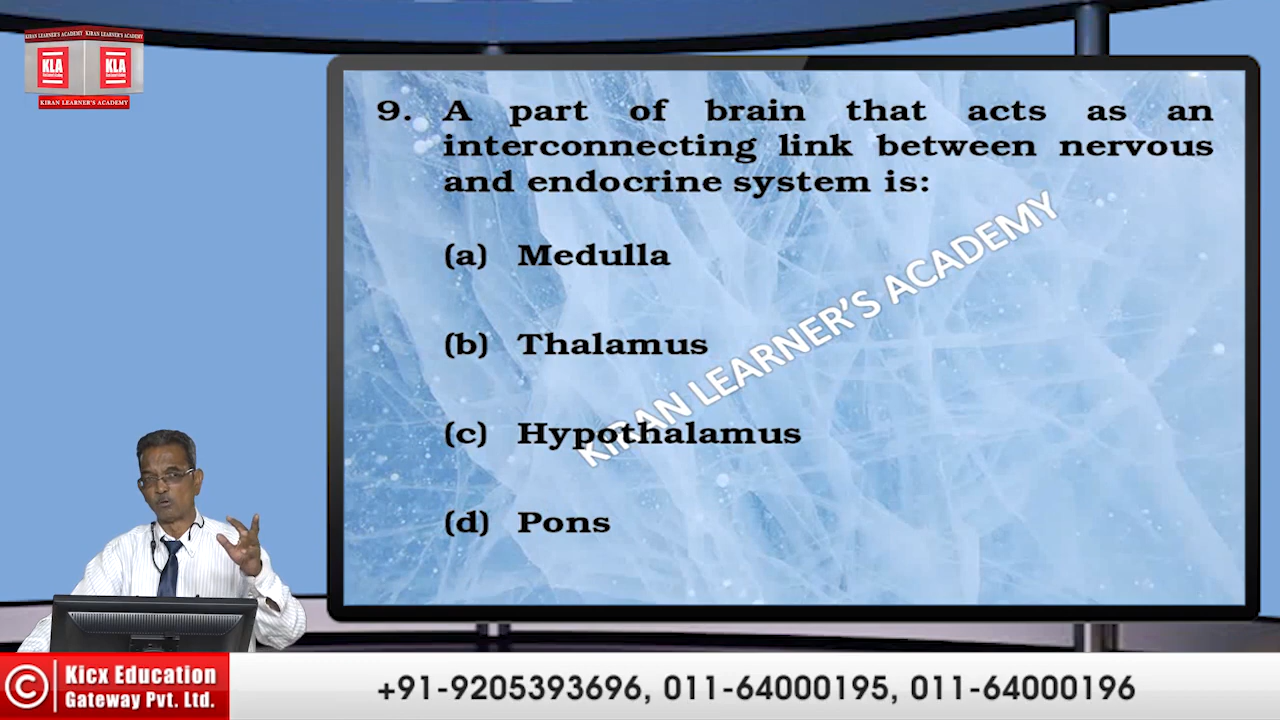 KIRAN LEARNER'S ACADEMY KIRAN LEARNER'S ACADEMY
KLA KLA
KIRAN LEARNER'S ACADEMY
9. A part of brain that acts as an
interconnecting link between nervous
and endocrine system is:
(a) Medulla
(b) Thalamus
(c) Hypothalamus
(d) Pons
KIRAN LEARNER'S ACADEMY
© Kicx Education
Gateway Pvt. Ltd.
+91-9205393696, 011-64000195, 011-64000196